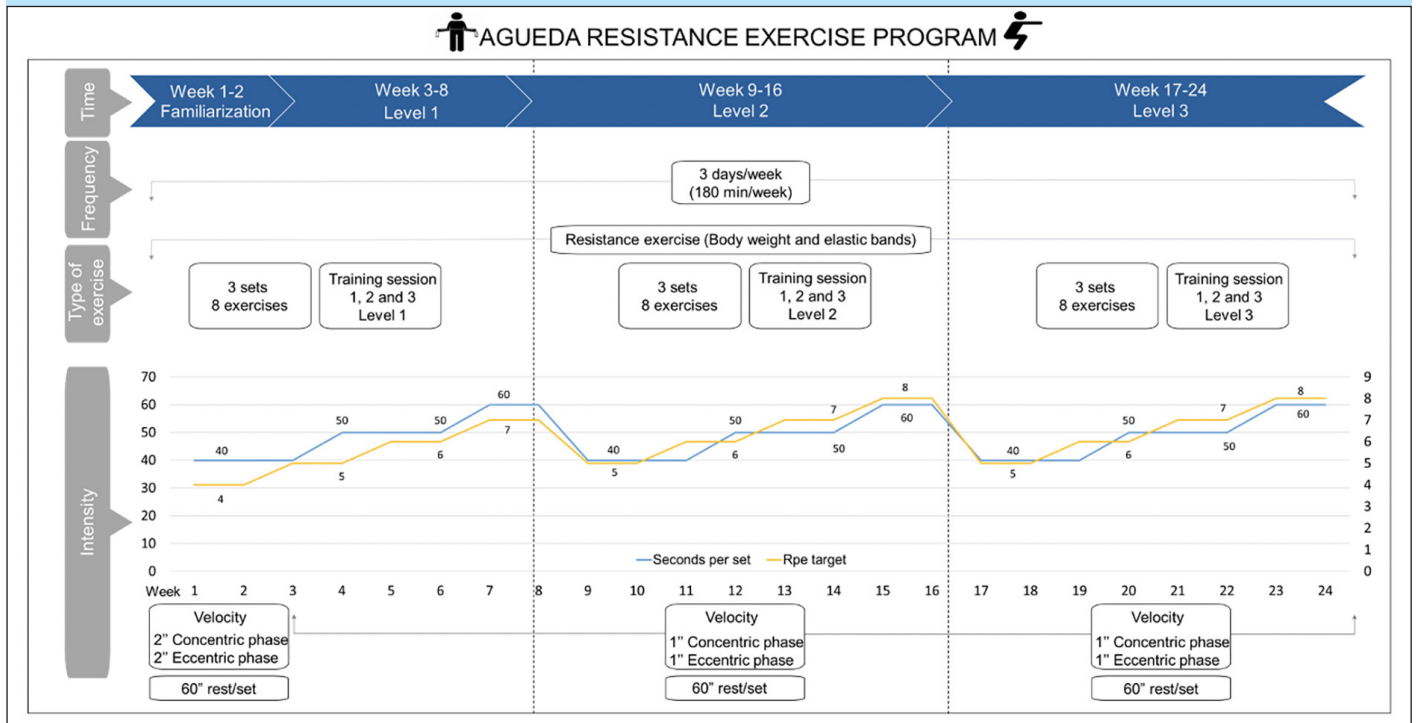 AGUEDA RESISTANCE EXERCISE PROGRAM
Time
Week 1-2
Familiarization
Week 3-8
Level 1
Week 9-16
Level 2
Week 17-24
Level 3
Frequency
3 days/week
(180 min/week)
Type of
exercise
Resistance exercise (Body weight and elastic bands)
3 sets
8 exercises
Training session
1, 2 and 3
Level 1
3 sets
8 exercises
Training session
1, 2 and 3
Level 2
3 sets
8 exercises
Training session
1, 2 and 3
Level 3
Intensity
70
60
50
40
30
20
10
0
40
50
50
60
4
5
6
7
40
50
7
8
5
6
50
60
40
50
7
8
5
6
50
60
9
8
7
6
5
4
3
2
1
0
Seconds per set
Rpe target
Week 1 2 3 4 5 6 7 8 9 10 11 12 13 14 15 16 17 18 19 20 21 22 23 24
Velocity
2'' Concentric phase
2'' Eccentric phase
60'' rest/set
Velocity
1'' Concentric phase
1'' Eccentric phase
60'' rest/set
Velocity
1'' Concentric phase
1'' Eccentric phase
60'' rest/set